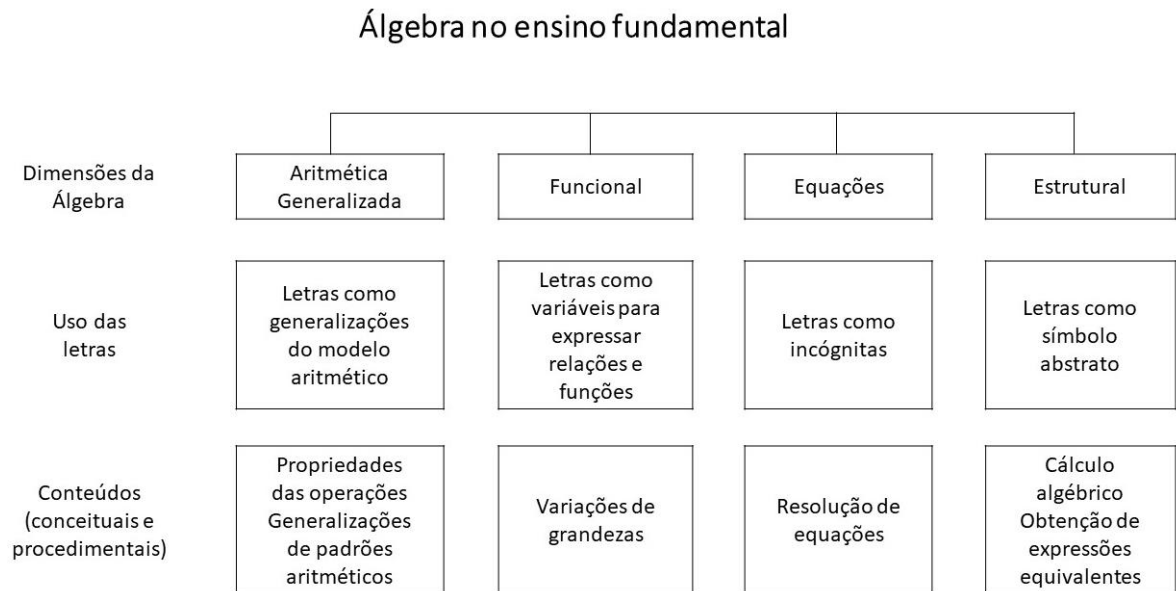 Álgebra no ensino fundamental
Dimensões da
Álgebra
Aritmética
Generalizada
Funcional
Equações
Estrutural
Uso das
letras
Letras como
generalizações
do modelo
aritmético
Letras como
variáveis para
expressar
relações e
funções
Letras como
incógnitas
Letras como
símbolo
abstrato
Conteúdos
(conceituais e
procedimentais)
Propriedades
das operações
Generalizações
de padrões
aritméticos
Variações de
grandezas
Resolução de
equações
Cálculo
algébrico
Obtenção de
expressões
equivalentes